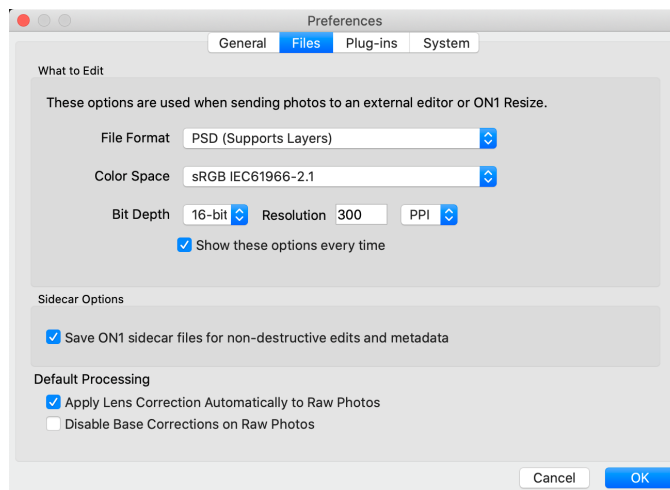 Preferences
General Files Plug-ins System
What to Edit
These options are used when sending photos to an external editor or ON1 Resize.
File Format PSD (Supports Layers)
Color Space sRGB IEC61966-2.1
Bit Depth 16-bit Resolution 300 PPI
Show these options every time
Sidecar Options
Save ON1 sidecar files for non-destructive edits and metadata
Default Processing
Apply Lens Correction Automatically to Raw Photos
Disable Base Corrections on Raw Photos
Cancel OK